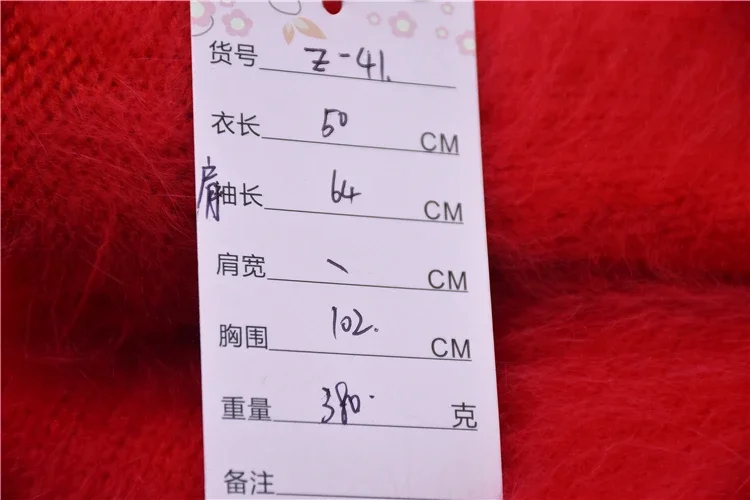 货号 Z-41.
衣长 50 CM
肩袖长 64 CM
肩宽 \ CM
胸围 102. CM
重量 380. 克
备注